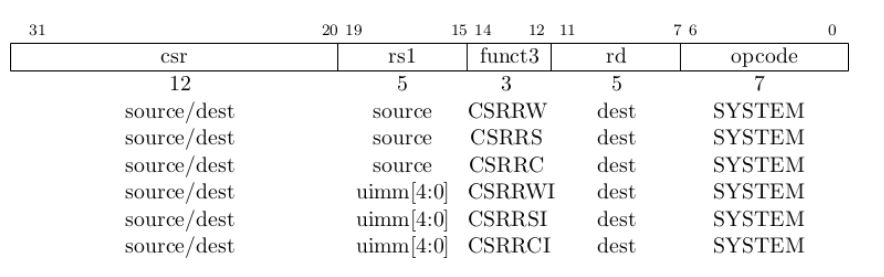 31 20 19 15 14 12 11 7 6 0
csr rs1 funct3 rd opcode
12 5 3 5 7
source/dest source CSRRW dest SYSTEM
source/dest source CSRRS dest SYSTEM
source/dest source CSRRC dest SYSTEM
source/dest uimm[4:0] CSRRWI dest SYSTEM
source/dest uimm[4:0] CSRRSI dest SYSTEM
source/dest uimm[4:0] CSRRCI dest SYSTEM